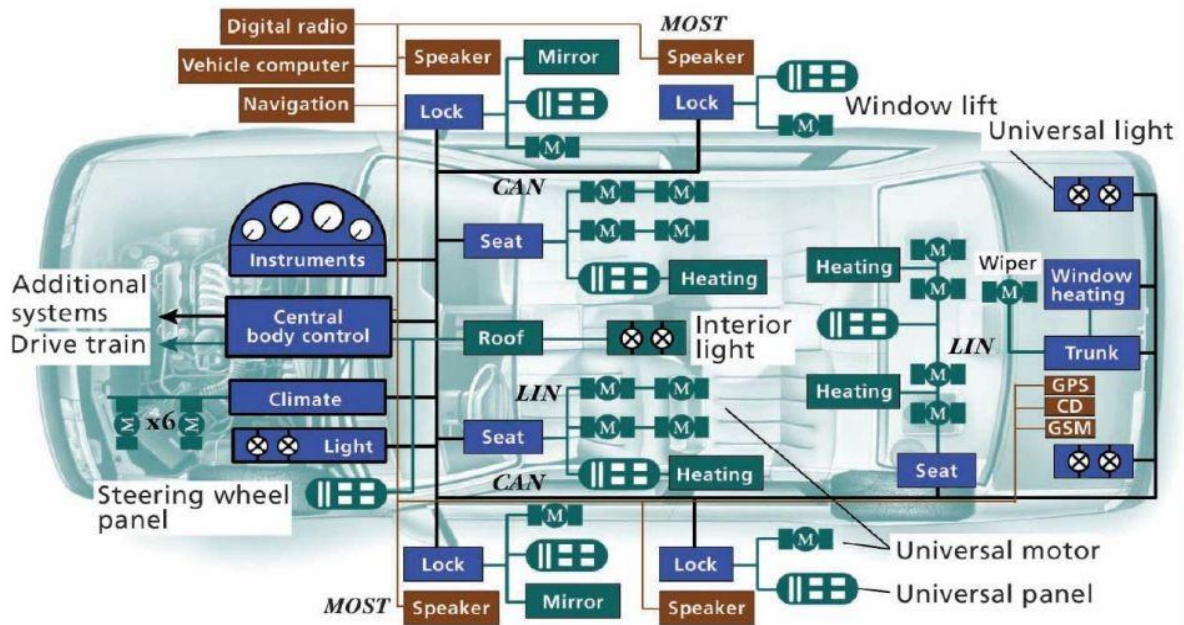 Digital radio
MOST
Speaker
Mirror
Speaker
Vehicle computer
Navigation
Lock
Lock
M
M
Window lift
Universal light
CAN
M
M
Seat
M
M
Instruments
Heating
Heating
M
M
Wiper
M
Window
heating
Additional
systems
Central
body control
Drive train
Roof
Interior
light
LIN
Trunk
LIN
M
M
Heating
M
M
GPS
CD
GSM
Climate
M
x6
M
Seat
M
M
Light
CAN
Heating
Seat
Steering wheel
panel
M
M
Universal motor
Lock
Lock
Universal panel
MOST
Speaker
Mirror
Speaker